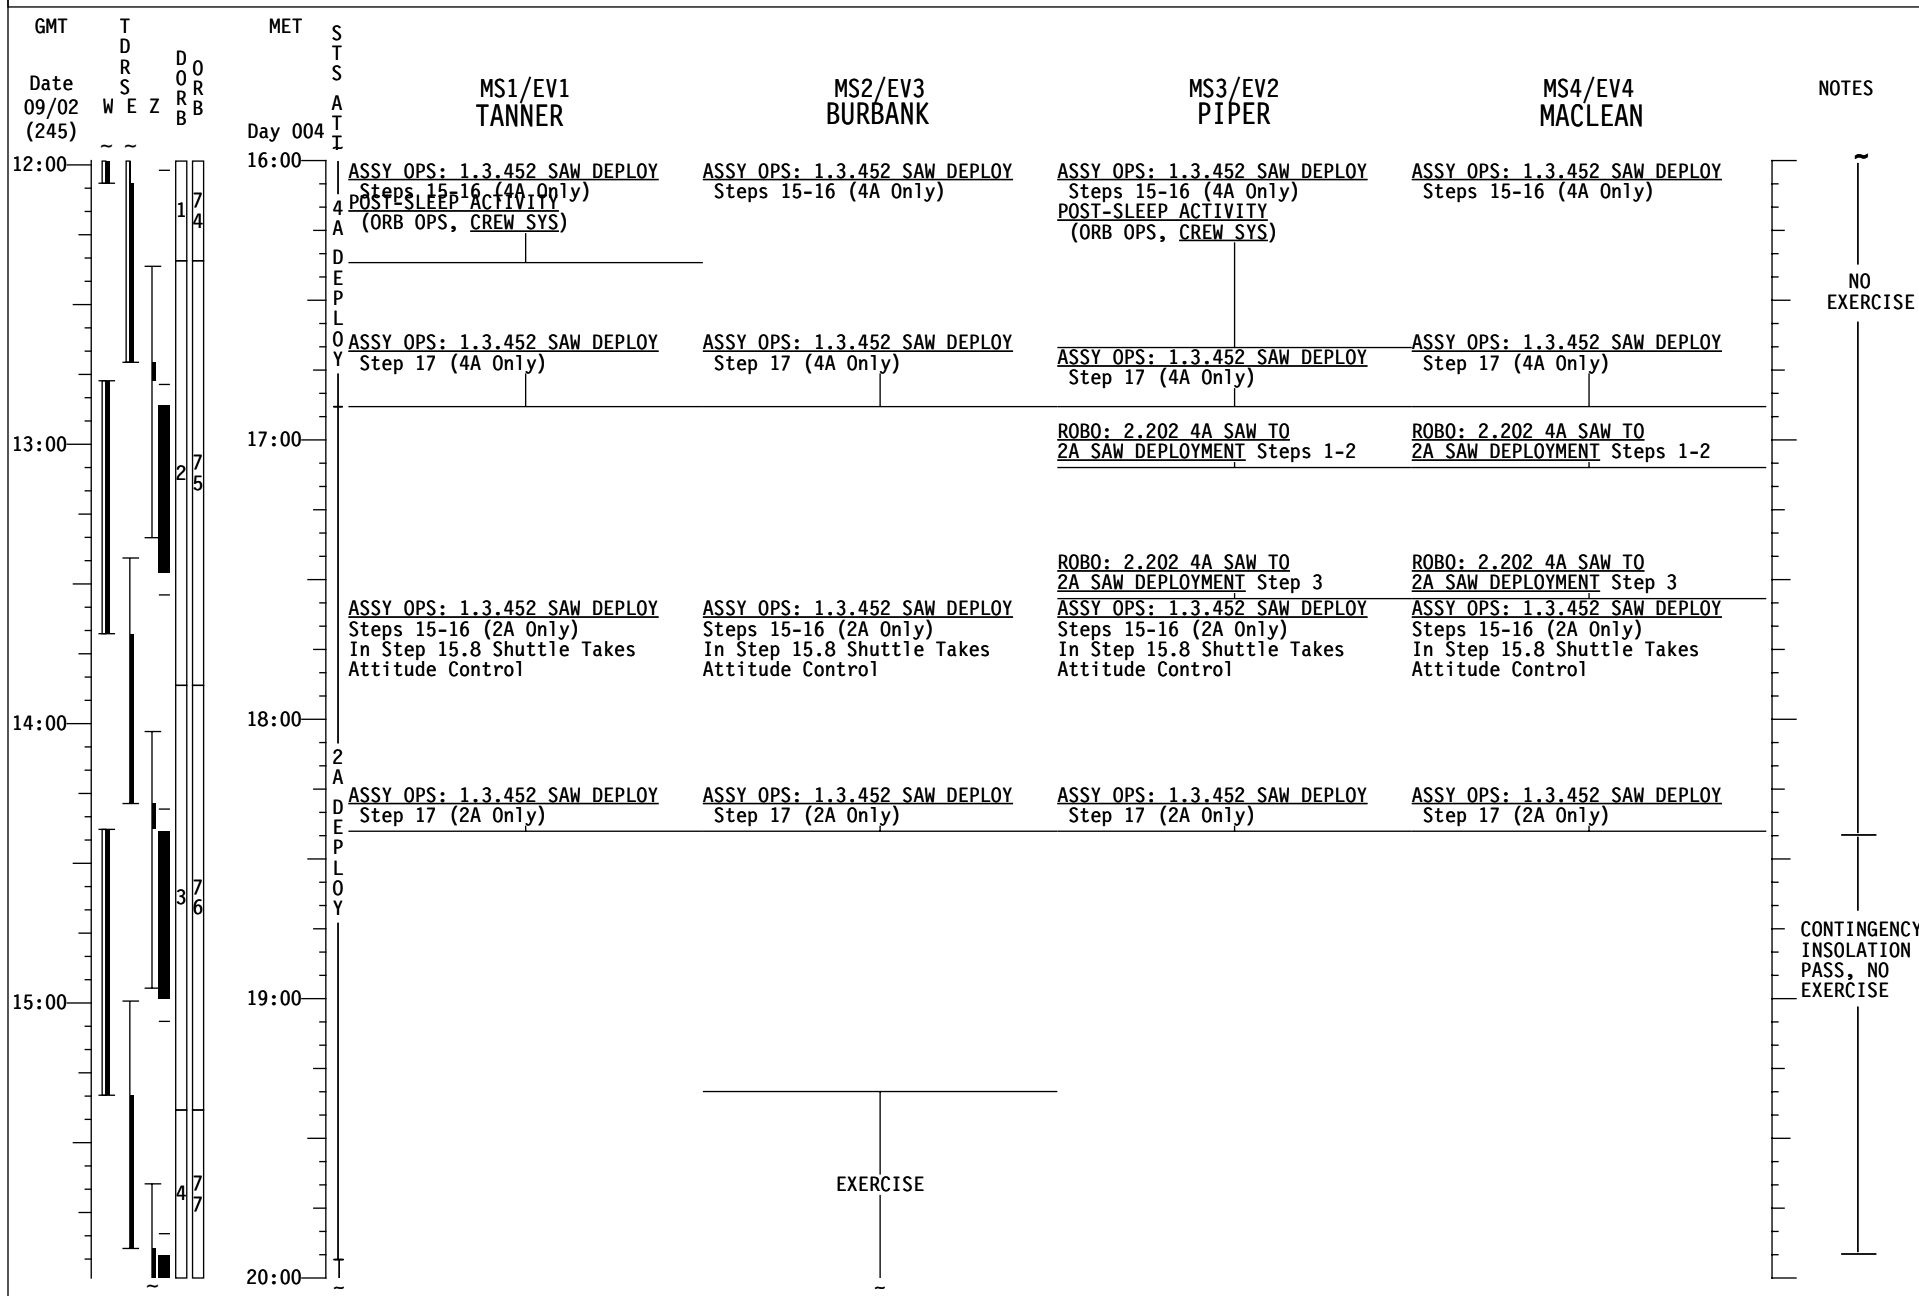 GMT
TDRS
DORB
ORB
MET
STS ATT
Date
09/02
(245)
W E Z
Day 004
MS1/EV1
TANNER
MS2/EV3
BURBANK
MS3/EV2
PIPER
MS4/EV4
MACLEAN
NOTES
~ ~
~
12:00
13:00
14:00
15:00
~
1
2
3
4
74
75
76
77
16:00
17:00
18:00
19:00
20:00
4A DEPLOY
2A DEPLOY
~
ASSY OPS: 1.3.452 SAW DEPLOY
Steps 15-16 (4A Only)
POST-SLEEP ACTIVITY
(ORB OPS, CREW SYS)
ASSY OPS: 1.3.452 SAW DEPLOY
Step 17 (4A Only)
ASSY OPS: 1.3.452 SAW DEPLOY
Steps 15-16 (2A Only)
In Step 15.8 Shuttle Takes
Attitude Control
ASSY OPS: 1.3.452 SAW DEPLOY
Step 17 (2A Only)
ASSY OPS: 1.3.452 SAW DEPLOY
Steps 15-16 (4A Only)
ASSY OPS: 1.3.452 SAW DEPLOY
Step 17 (4A Only)
ASSY OPS: 1.3.452 SAW DEPLOY
Steps 15-16 (2A Only)
In Step 15.8 Shuttle Takes
Attitude Control
ASSY OPS: 1.3.452 SAW DEPLOY
Step 17 (2A Only)
EXERCISE
~
ASSY OPS: 1.3.452 SAW DEPLOY
Steps 15-16 (4A Only)
POST-SLEEP ACTIVITY
(ORB OPS, CREW SYS)
ASSY OPS: 1.3.452 SAW DEPLOY
Step 17 (4A Only)
ROBO: 2.202 4A SAW TO
2A SAW DEPLOYMENT Steps 1-2
ROBO: 2.202 4A SAW TO
2A SAW DEPLOYMENT Step 3
ASSY OPS: 1.3.452 SAW DEPLOY
Steps 15-16 (2A Only)
In Step 15.8 Shuttle Takes
Attitude Control
ASSY OPS: 1.3.452 SAW DEPLOY
Step 17 (2A Only)
ASSY OPS: 1.3.452 SAW DEPLOY
Steps 15-16 (4A Only)
ASSY OPS: 1.3.452 SAW DEPLOY
Step 17 (4A Only)
ROBO: 2.202 4A SAW TO
2A SAW DEPLOYMENT Steps 1-2
ROBO: 2.202 4A SAW TO
2A SAW DEPLOYMENT Step 3
ASSY OPS: 1.3.452 SAW DEPLOY
Steps 15-16 (2A Only)
In Step 15.8 Shuttle Takes
Attitude Control
ASSY OPS: 1.3.452 SAW DEPLOY
Step 17 (2A Only)
NO
EXERCISE
CONTINGENCY
INSOLATION
PASS, NO
EXERCISE